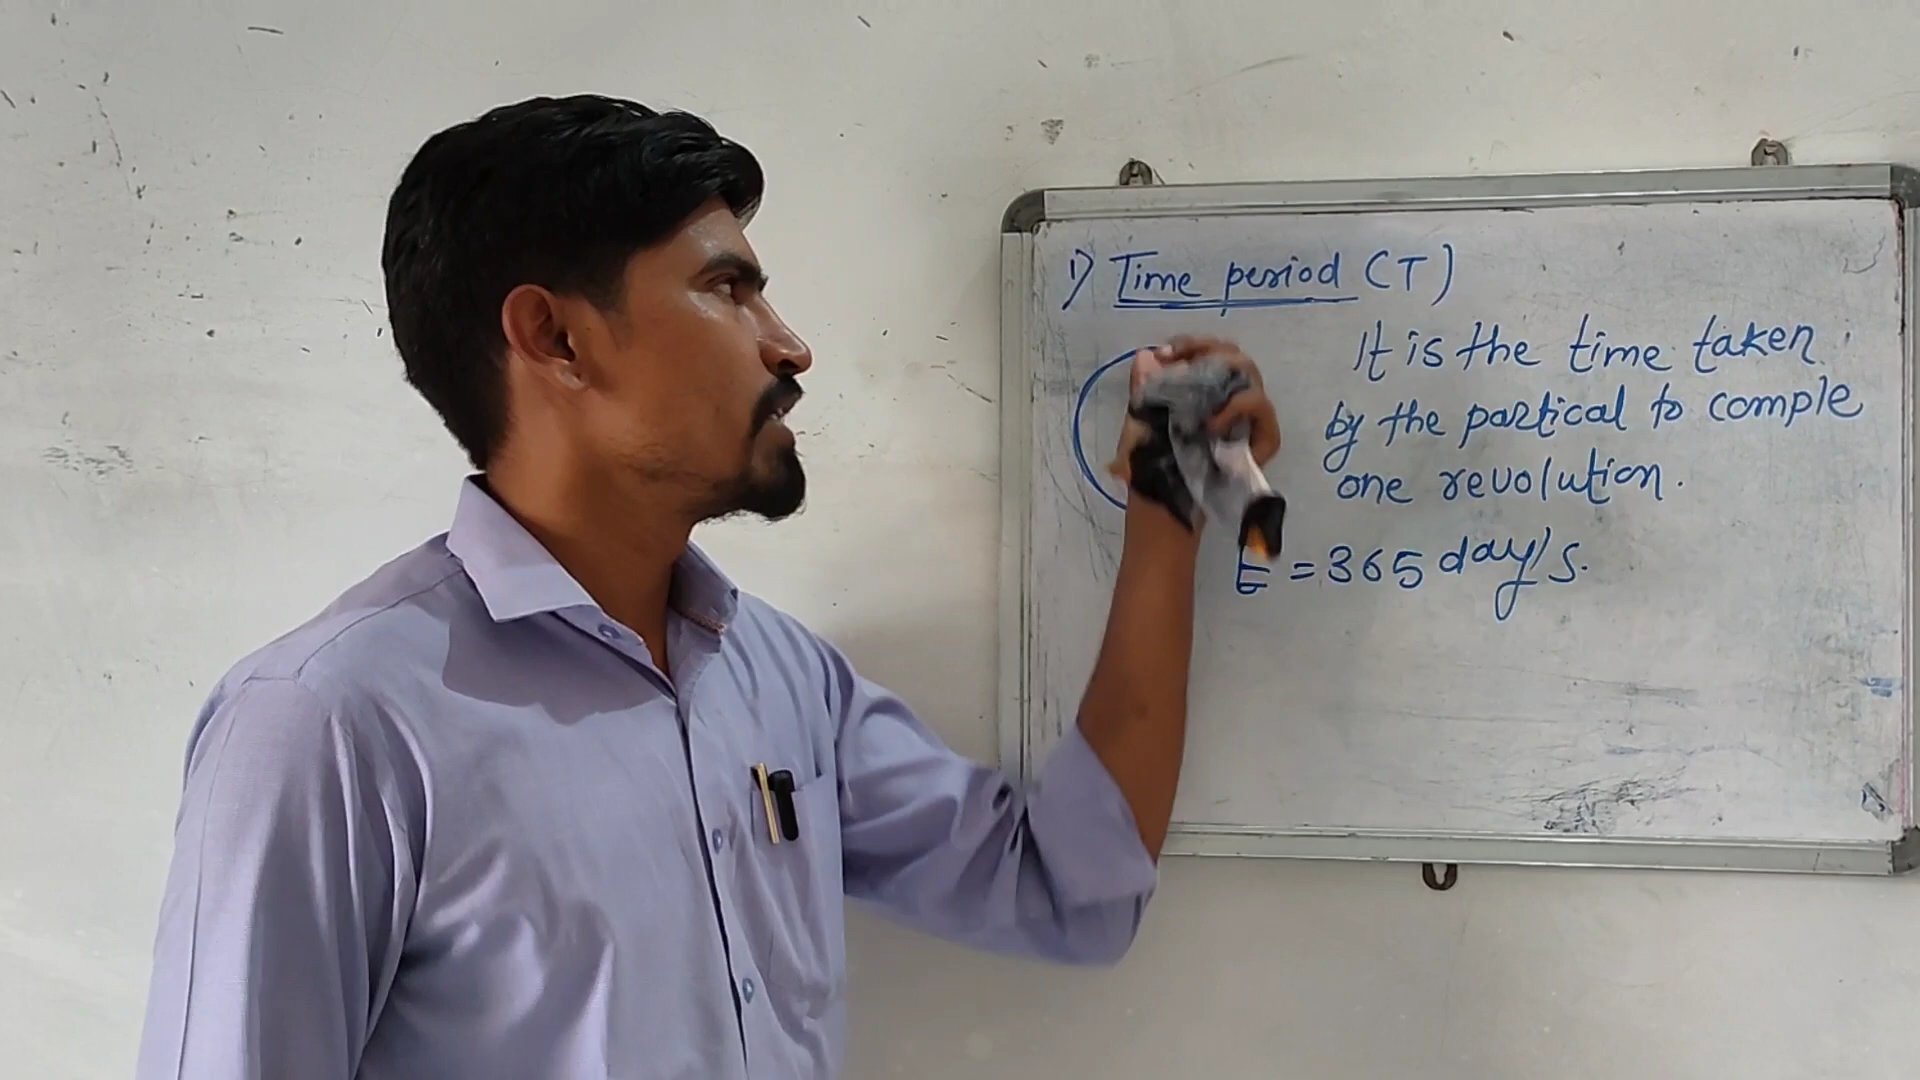 1) Time period (T)
It is the time taken
by the partical to comple
one revolution.
= 365 day's.